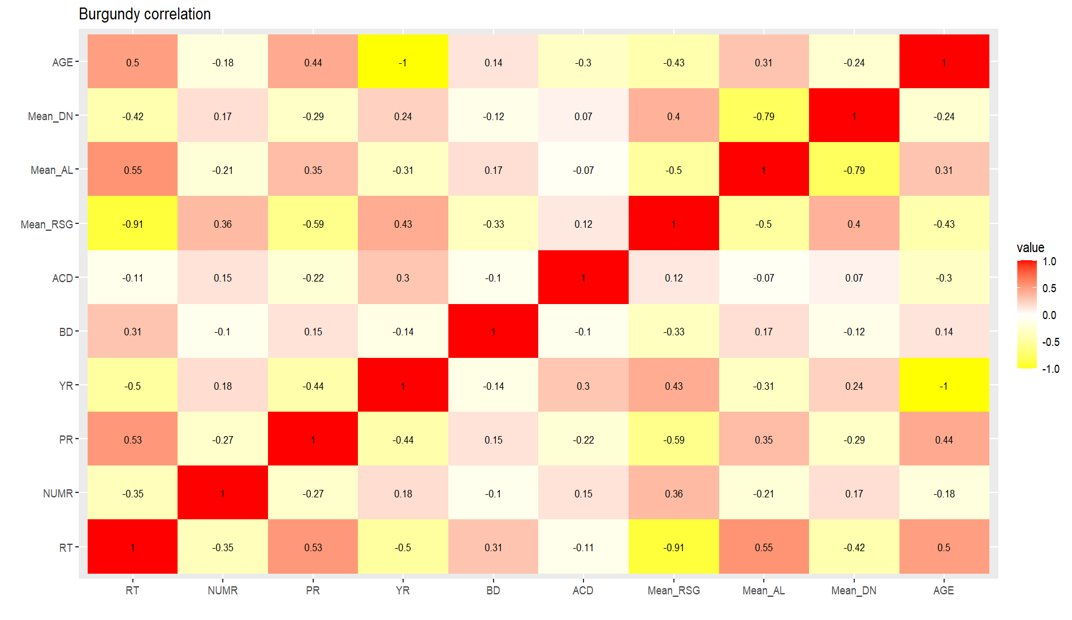 Burgundy correlation
AGE 0.5 -0.18 0.44 -1 0.14 -0.3 -0.43 0.31 -0.24 1
Mean_DN -0.42 0.17 -0.29 0.24 -0.12 0.07 0.4 -0.79 1 -0.24
Mean_AL 0.55 -0.21 0.35 -0.31 0.17 -0.07 -0.5 1 -0.79 0.31
Mean_RSG -0.91 0.36 -0.59 0.43 -0.33 0.12 1 -0.5 0.4 -0.43
ACD -0.11 0.15 -0.22 0.3 -0.1 1 0.12 -0.07 0.07 -0.3
BD 0.31 -0.1 0.15 -0.14 1 -0.1 -0.33 0.17 -0.12 0.14
YR -0.5 0.18 -0.44 1 -0.14 0.3 0.43 -0.31 0.24 -1
PR 0.53 -0.27 1 -0.44 0.15 -0.22 -0.59 0.35 -0.29 0.44
NUMR -0.35 1 -0.27 0.18 -0.1 0.15 0.36 -0.21 0.17 -0.18
RT 1 -0.35 0.53 -0.5 0.31 -0.11 -0.91 0.55 -0.42 0.5
RT NUMR PR YR BD ACD Mean_RSG Mean_AL Mean_DN AGE
value
1.0
0.5
0.0
-0.5
-1.0